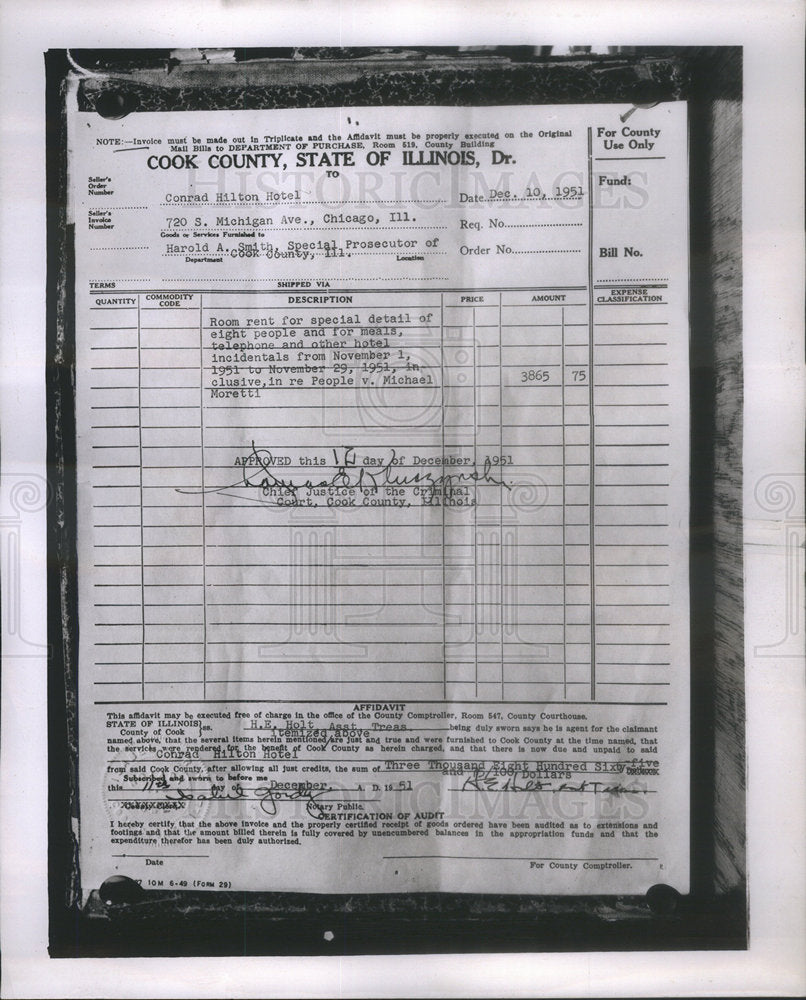 NOTE:—Invoice must be made out in Triplicate and the Affidavit must be properly executed on the Original
Mail Bills to DEPARTMENT OF PURCHASE, Room 519, County Building
COOK COUNTY, STATE OF ILLINOIS, Dr.
TO
For County
Use Only
Seller's
Order
Number
Conrad Hilton Hotel
Date Dec. 10, 1951
Fund:
Seller's
Invoice
Number
720 S. Michigan Ave., Chicago, Ill.
Req. No.
Goods or Services Furnished to
Harold A. Smith, Special Prosecutor of
Cook County, Ill.
Department
Location
Order No.
Bill No.
TERMS
SHIPPED VIA
QUANTITY
COMMODITY
CODE
DESCRIPTION
PRICE
AMOUNT
EXPENSE
CLASSIFICATION
Room rent for special detail of
eight people and for meals,
telephone and other hotel
incidentals from November 1,
1951 to November 29, 1951, in-
clusive,in re People v. Michael
Moretti
3865 75
APPROVED this day of December, 1951
Chief Justice of the Criminal
Court, Cook County, Illinois
HISTORIC IMAGES
AFFIDAVIT
This affidavit may be executed free of charge in the office of the County Comptroller, Room 547, County Courthouse.
STATE OF ILLINOIS
County of Cook
ss.
H.E. Holt Asst Treas. being duly sworn says he is agent for the claimant
itemized above
named above, that the several items herein mentioned/are just and true and were furnished to Cook County at the time named, that
the services were rendered for the benefit of Cook County as herein charged, and that there is now due and unpaid to said
Conrad Hilton Hotel
from said Cook County, after allowing all just credits, the sum of Three Thousand Eight Hundred Sixty-five
and 75/100 Dollars
Subscribed and sworn to before me
this 11th day of December, A. D. 19 51
H E Holt Asst Treas
Notary Public.
CERTIFICATION OF AUDIT
I hereby certify that the above invoice and the properly certified receipt of goods ordered have been audited as to extensions and
footings and that the amount billed therein is fully covered by unencumbered balances in the appropriation funds and that the
expenditure therefor has been duly authorized.
Date
For County Comptroller.
10M 6-49 (FORM 29)